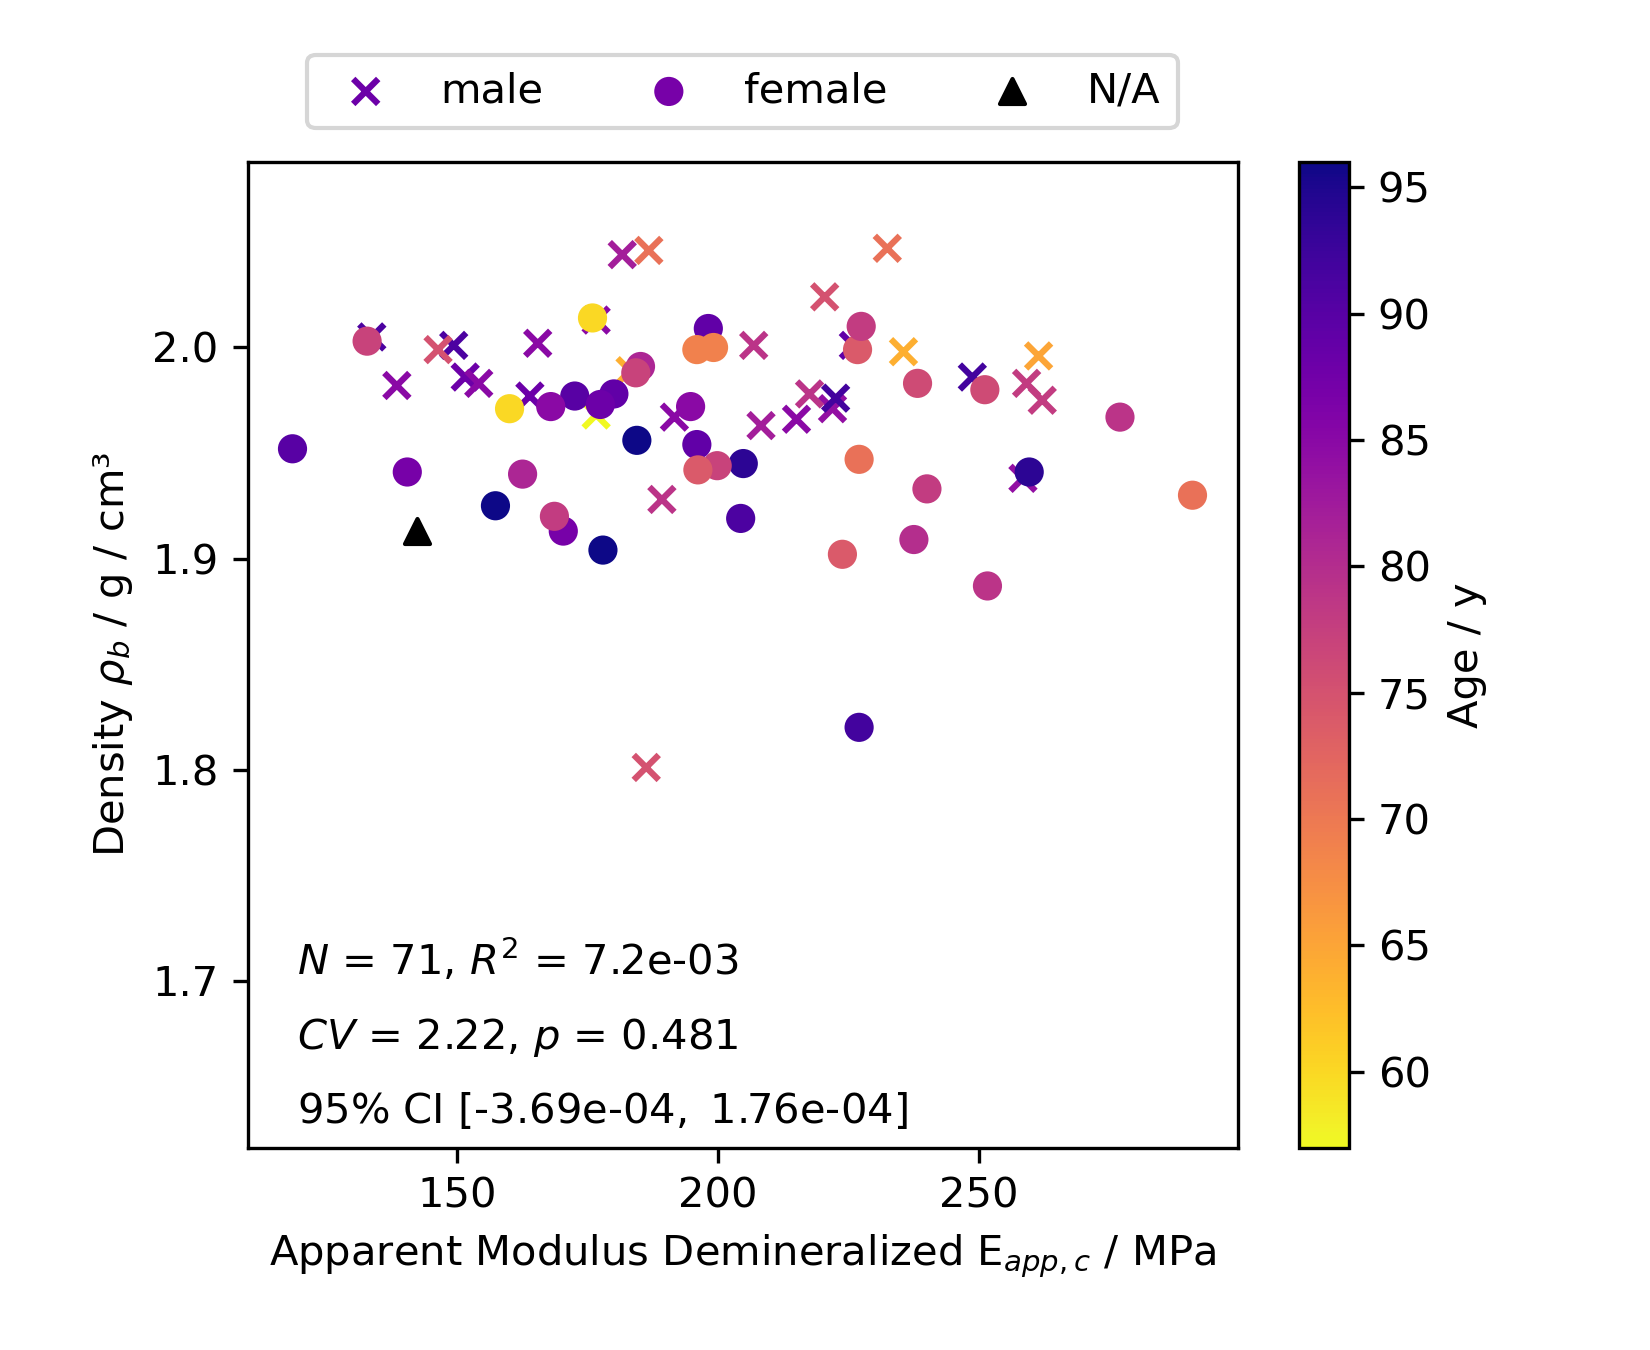 male female N/A
2.0
1.9
1.8
1.7
Density ρb / g / cm³
N = 71, R² = 7.2e-03
CV = 2.22, p = 0.481
95% CI [-3.69e-04, 1.76e-04]
150 200 250
Apparent Modulus Demineralized Eapp, c / MPa
95
90
85
80
75
70
65
60
Age / y